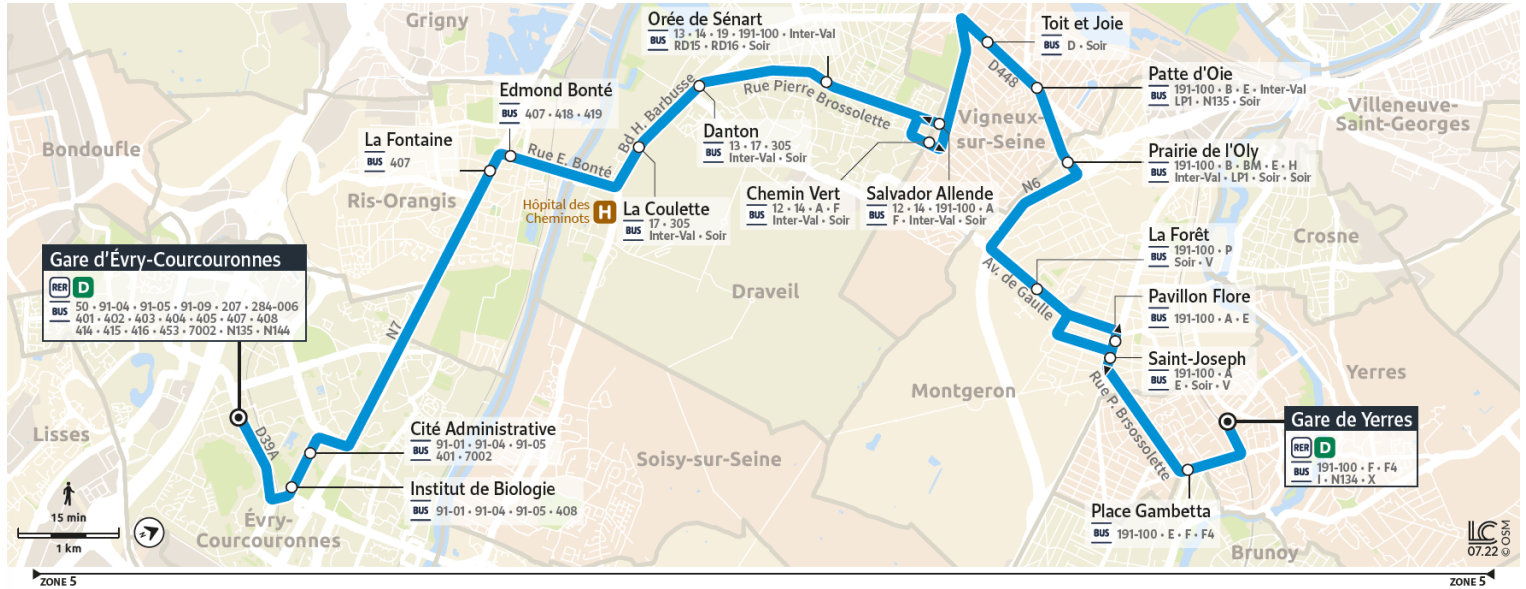 Grigny
Orée de Sénart
BUS 13 • 14 • 19 • 191-100 • Inter-Val
RD15 • RD16 • Soir
Toit et Joie
BUS D • Soir
D448
Patte d'Oie
BUS 191-100 • B • E • Inter-Val
LP1 • N135 • Soir
Villeneuve-
Saint-Georges
Edmond Bonté
BUS 407 • 418 • 419
Bd H. Barbusse
Rue Pierre Brossolette
Vigneux-
sur-Seine
La Fontaine
BUS 407
Rue E. Bonté
Danton
BUS 13 • 17 • 305
Inter-Val • Soir
Bondoufle
Prairie de l'Oly
BUS 191-100 • B • BM • E • H
Inter-Val • LP1 • Soir • Soir
Ris-Orangis
Hôpital des
Cheminots H
La Coulette
BUS 17 • 305
Inter-Val • Soir
Chemin Vert
BUS 12 • 14 • A • F
Inter-Val • Soir
Salvador Allende
BUS 12 • 14 • 191-100 • A
F • Inter-Val • Soir
N6
La Forêt
BUS 191-100 • P
Soir • V
Crosne
Gare d'Évry-Courcouronnes
RER D
BUS 50 • 91-04 • 91-05 • 91-09 • 207 • 284-006
401 • 402 • 403 • 404 • 405 • 407 • 408
414 • 415 • 416 • 453 • 7002 • N135 • N144
N7
Draveil
Av. de Gaulle
Pavillon Flore
BUS 191-100 • A • E
Saint-Joseph
BUS 191-100 • A
E • Soir • V
Montgeron
Rue P. Brsossolette
Yerres
Lisses
D39A
Cité Administrative
BUS 91-01 • 91-04 • 91-05
401 • 7002
Soisy-sur-Seine
Gare de Yerres
RER D
BUS 191-100 • F • F4
I • N134 • X
Institut de Biologie
BUS 91-01 • 91-04 • 91-05 • 408
Évry-
Courcouronnes
Place Gambetta
BUS 191-100 • E • F • F4
Brunoy
15 min
1 km
LC
07.22 © OSM
ZONE 5
ZONE 5